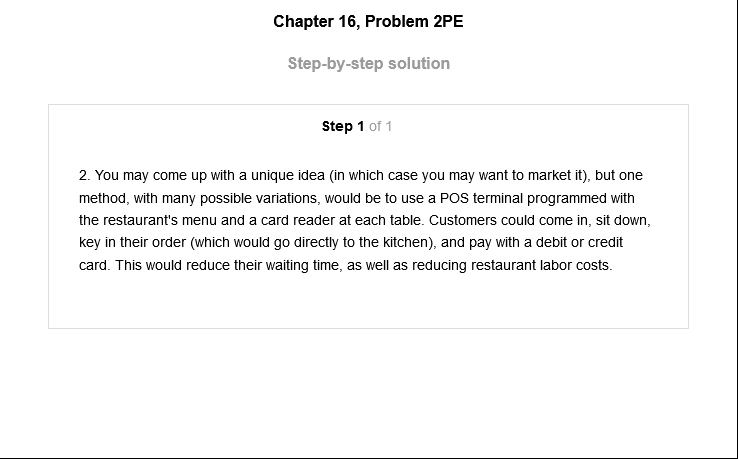 Chapter 16, Problem 2PE
Step-by-step solution
Step 1 of 1
2. You may come up with a unique idea (in which case you may want to market it), but one
method, with many possible variations, would be to use a POS terminal programmed with
the restaurant's menu and a card reader at each table. Customers could come in, sit down,
key in their order (which would go directly to the kitchen), and pay with a debit or credit
card. This would reduce their waiting time, as well as reducing restaurant labor costs.